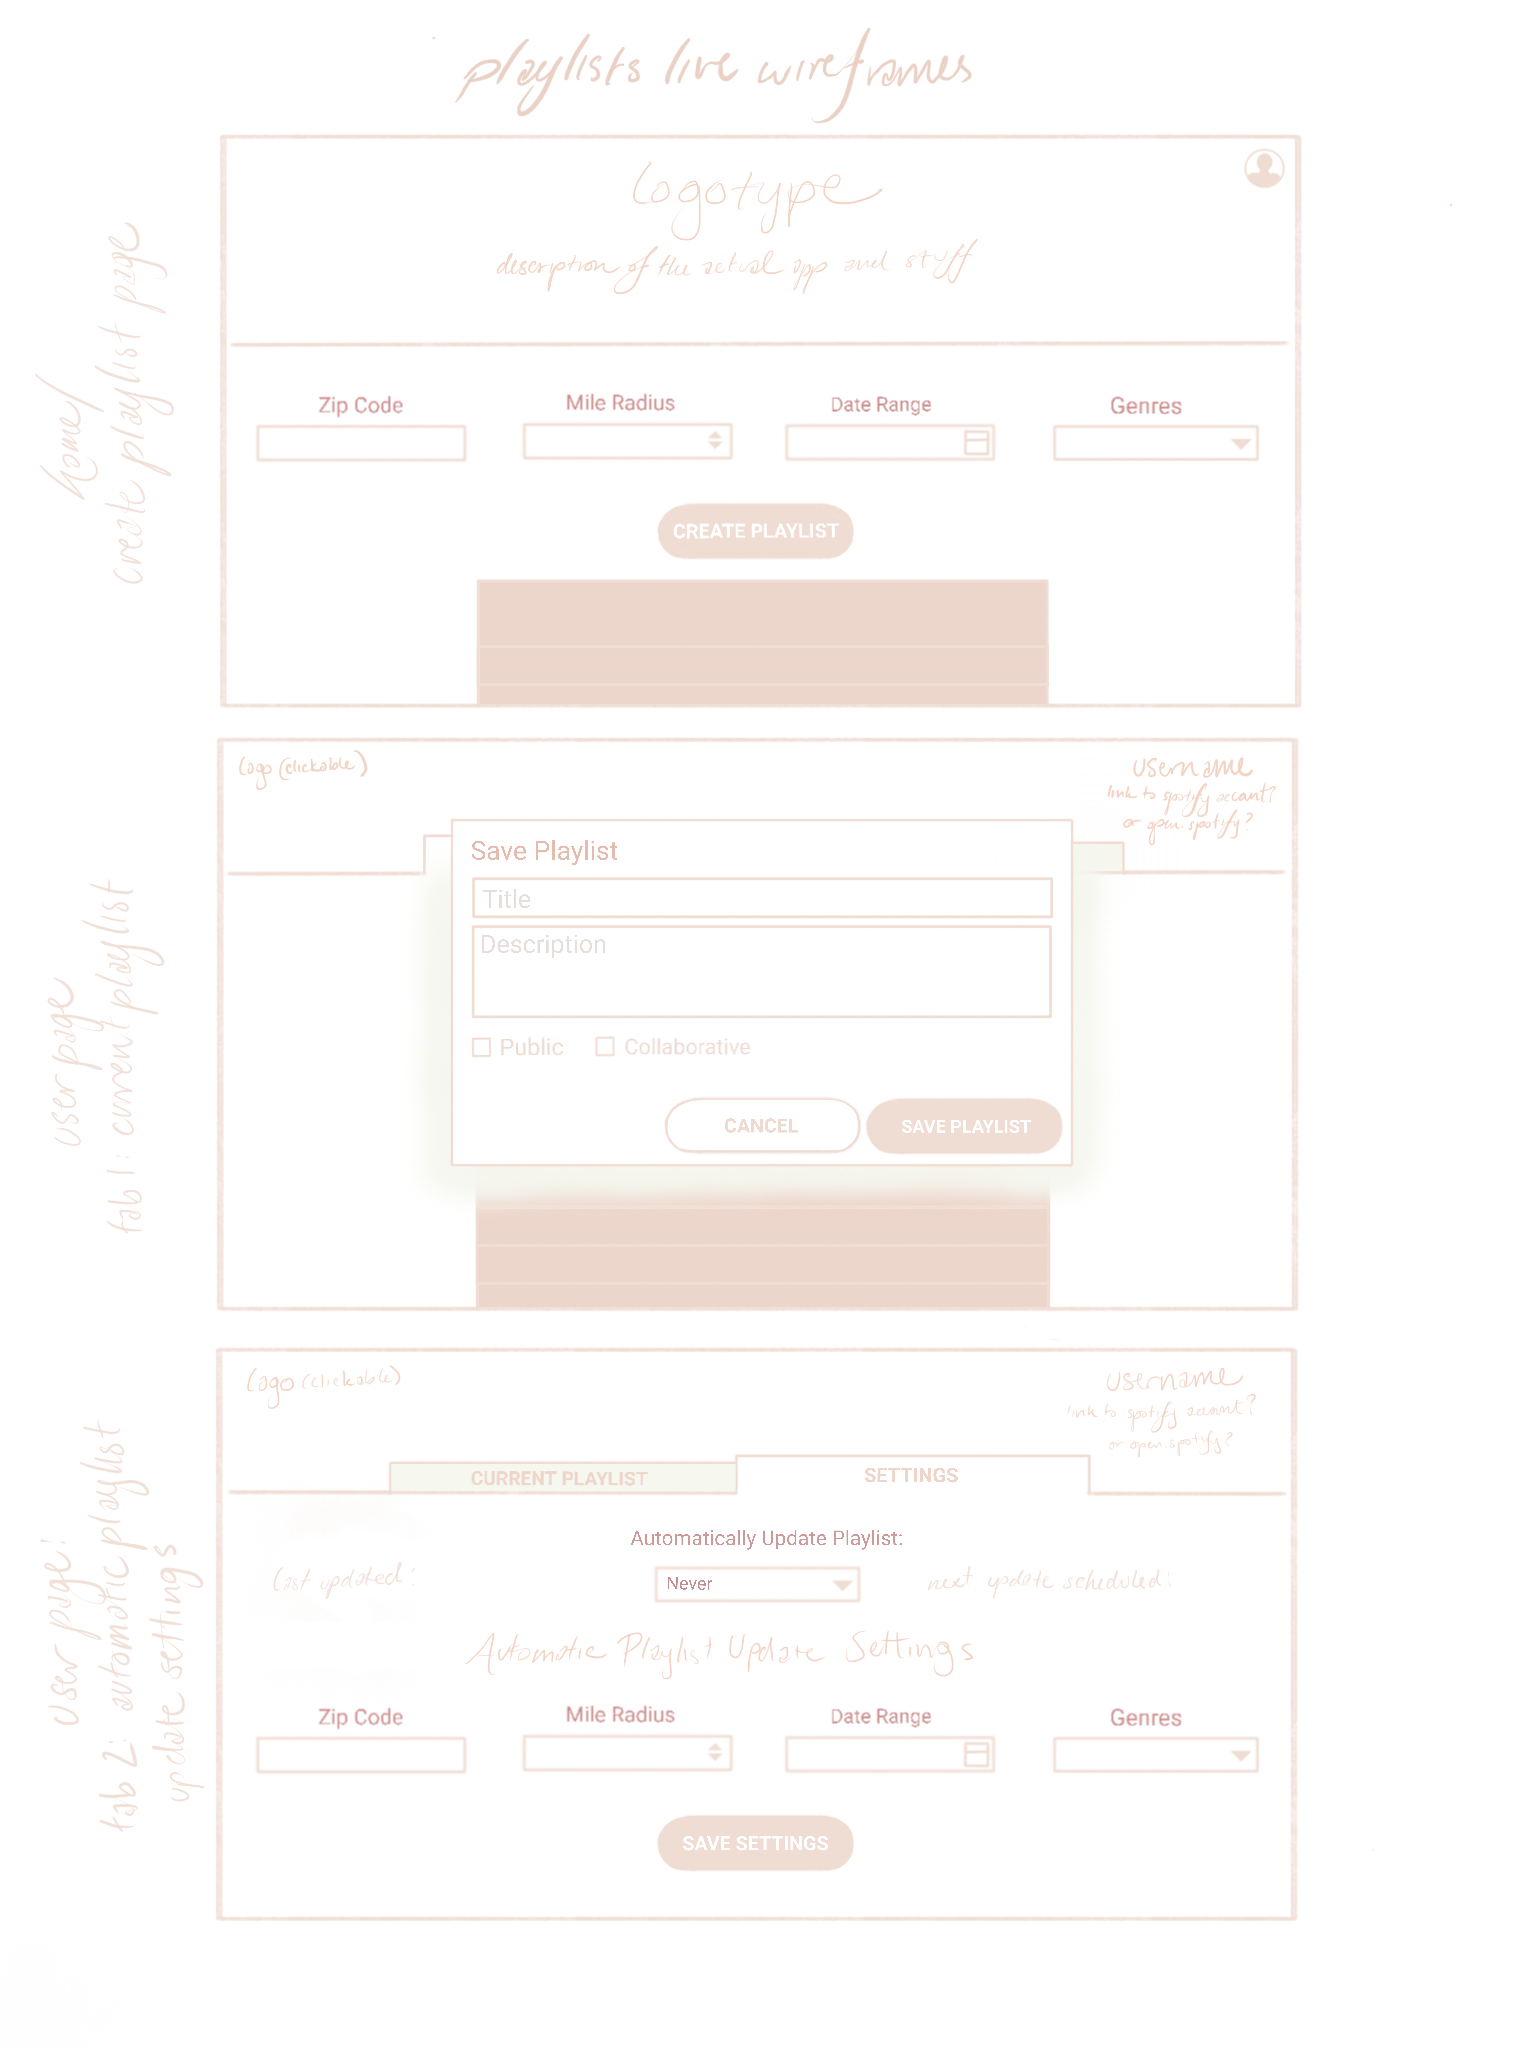 playlists live wireframes
home/
create playlist page
logotype
description of the actual app and stuff
Zip Code
Mile Radius
Date Range
Genres
CREATE PLAYLIST
user page
tab 1: current playlist
logo (clickable)
username
link to spotify account?
or open.spotify?
Save Playlist
Title
Description
Public
Collaborative
CANCEL
SAVE PLAYLIST
user page:
tab 2: automatic playlist
update settings
logo (clickable)
username
link to spotify account?
or open.spotify?
CURRENT PLAYLIST
SETTINGS
Automatically Update Playlist:
last updated:
Never
next update scheduled:
Automatic Playlist Update Settings
Zip Code
Mile Radius
Date Range
Genres
SAVE SETTINGS